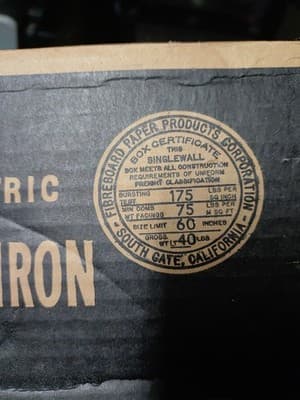 FIBREBOARD PAPER PRODUCTS CORPORATION
BOX CERTIFICATE
THIS
SINGLEWALL
BOX MEETS ALL CONSTRUCTION
REQUIREMENTS OF UNIFORM
FREIGHT CLASSIFICATION
BURSTING TEST 175 LBS PER SQ INCH
MIN COMB WT FACINGS 75 LBS PER M SQ FT
SIZE LIMIT 60 INCHES
GROSS WT LT 40 LBS
- SOUTH GATE, CALIFORNIA -
TRIC
IRON